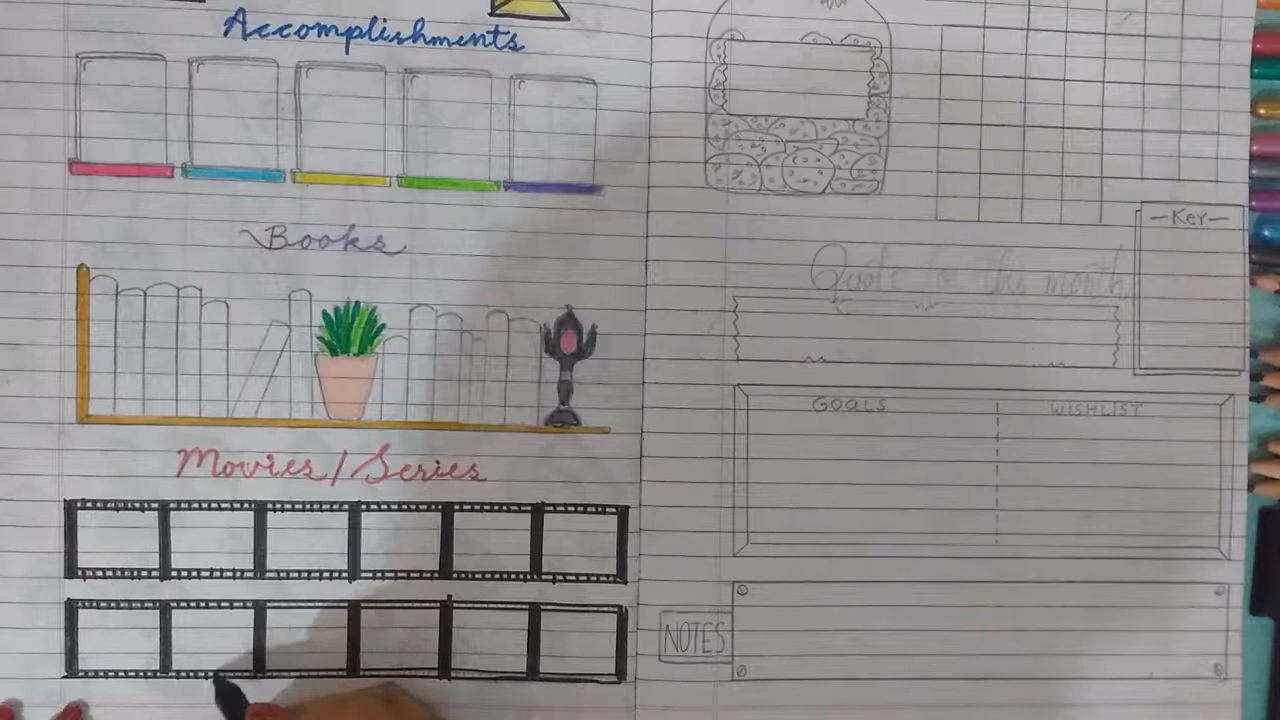 Accomplishments
Books
Movies/Series
Key
Quote for the month
GOALS
WISHLIST
NOTES